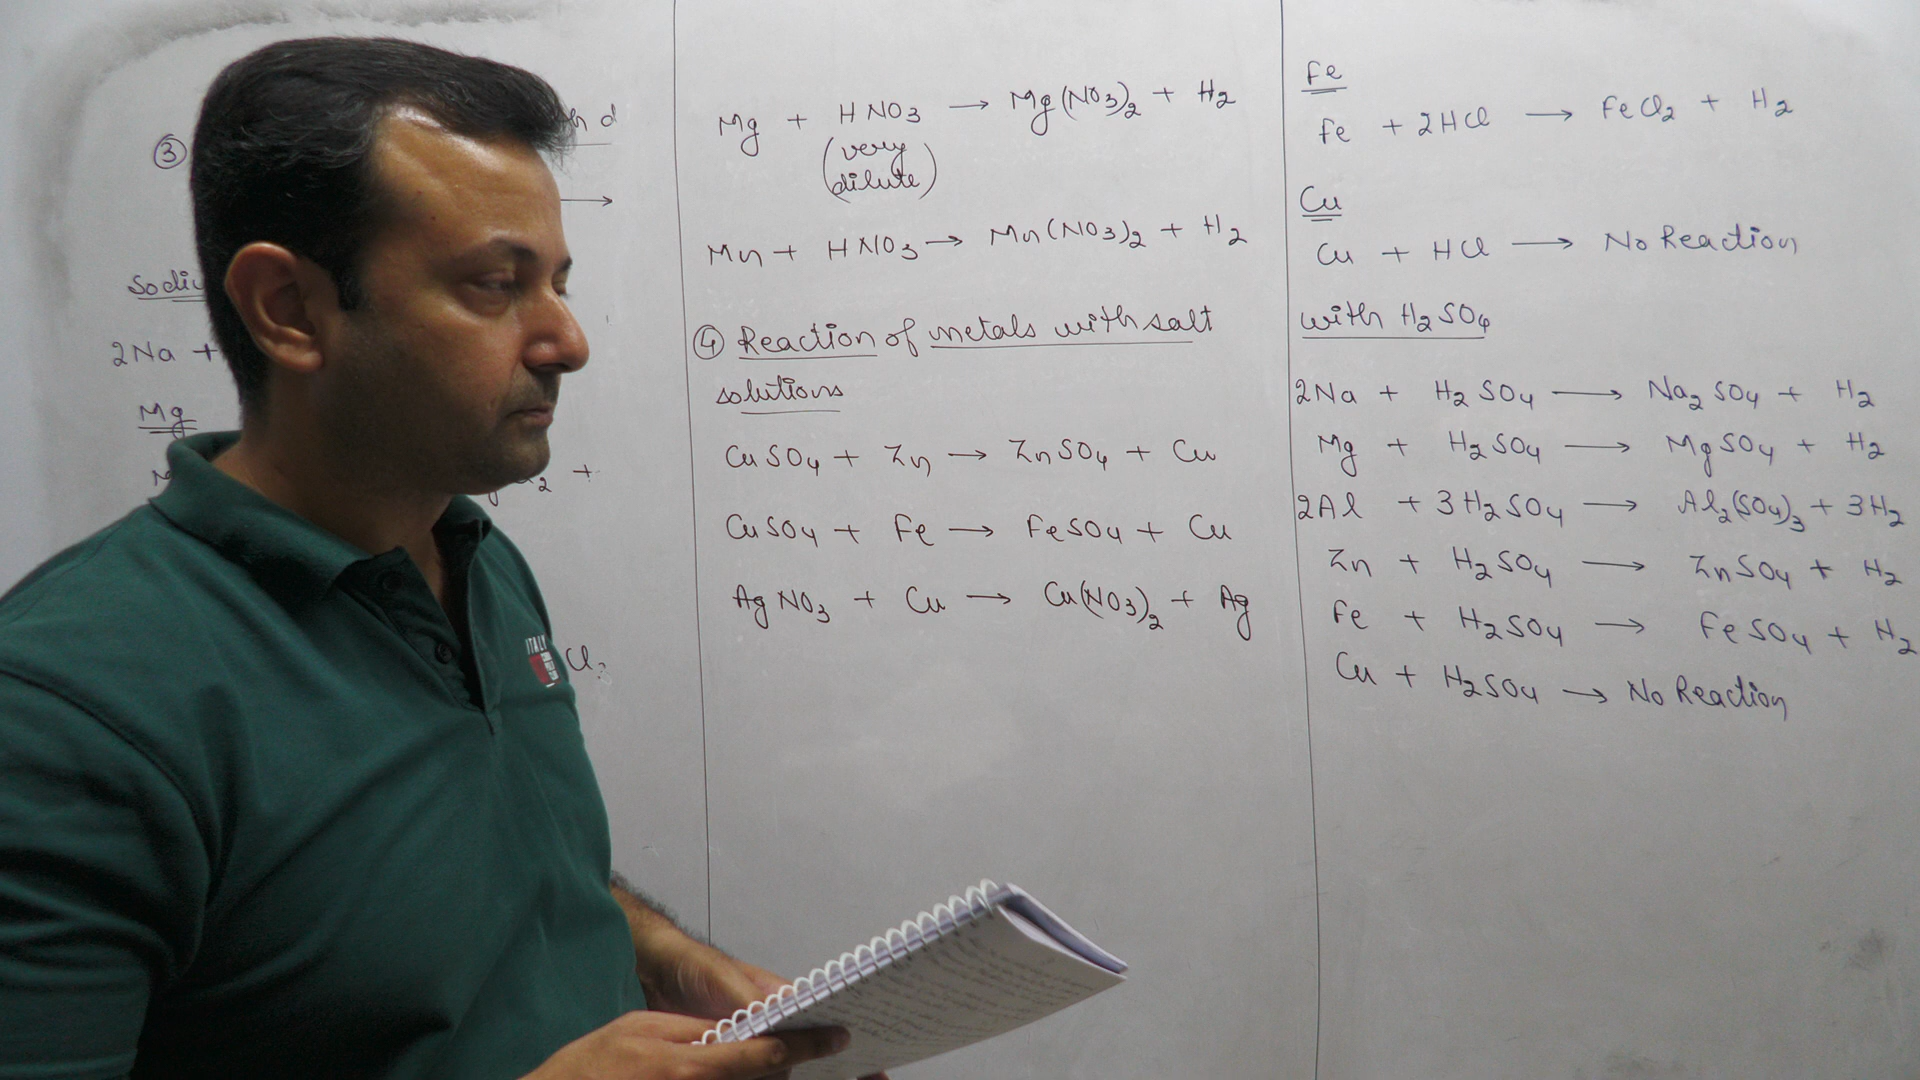 ③
Sodiu
2Na +
Mg
+
Mg + HNO3 → Mg(NO3)2 + H2
(very
dilute)
Mn + HNO3 → Mn(NO3)2 + H2
④ Reaction of metals with salt
solutions
CuSO4 + Zn → ZnSO4 + Cu
CuSO4 + Fe → FeSO4 + Cu
AgNO3 + Cu → Cu(NO3)2 + Ag
Fe
Fe + 2HCl → FeCl2 + H2
Cu
Cu + HCl → No Reaction
with H2SO4
2Na + H2SO4 → Na2SO4 + H2
Mg + H2SO4 → MgSO4 + H2
2Al + 3H2SO4 → Al2(SO4)3 + 3H2
Zn + H2SO4 → ZnSO4 + H2
Fe + H2SO4 → FeSO4 + H2
Cu + H2SO4 → No Reaction
ITALY